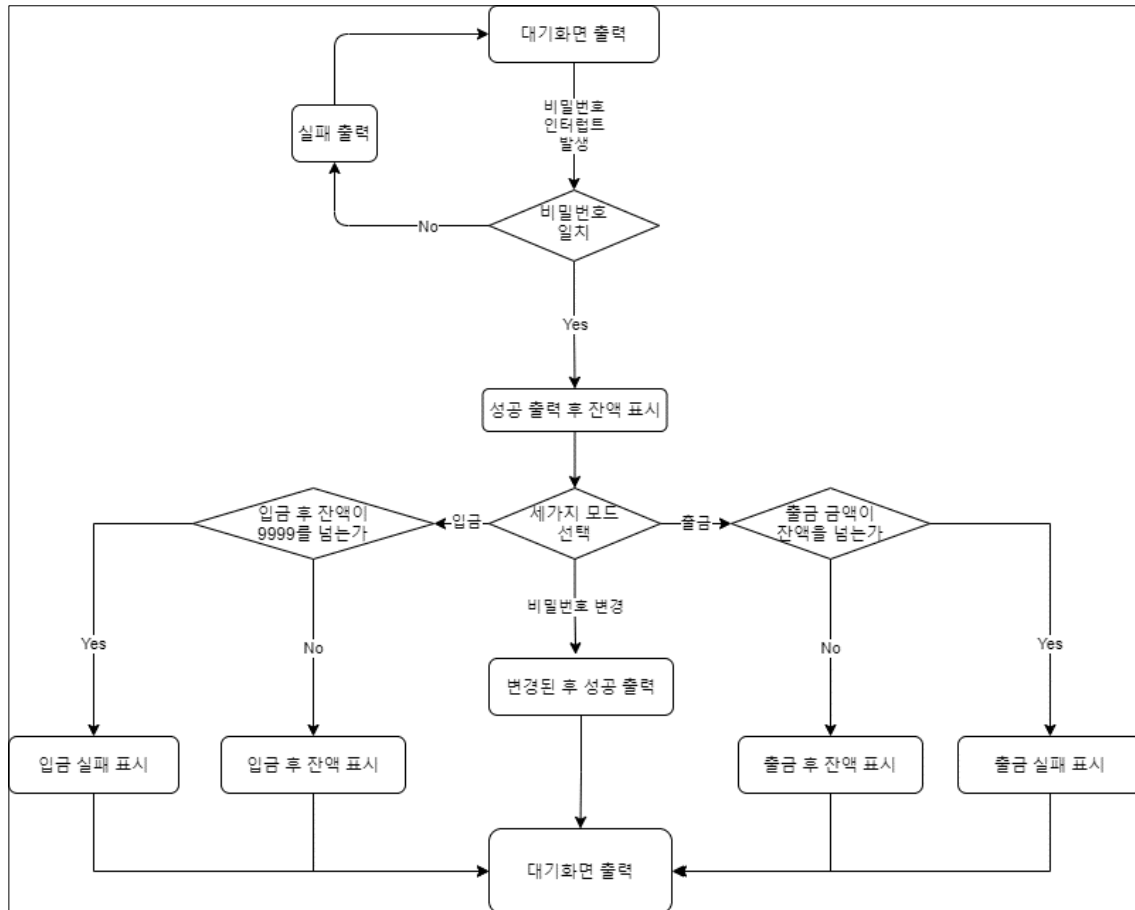 대기화면 출력
비밀번호
인터럽트
발생
실패 출력
비밀번호
일치
No
Yes
성공 출력 후 잔액 표시
입금 후 잔액이
9999를 넘는가
입금
세가지 모드
선택
출금
출금 금액이
잔액을 넘는가
비밀번호 변경
Yes
No
No
Yes
변경된 후 성공 출력
입금 실패 표시
입금 후 잔액 표시
출금 후 잔액 표시
출금 실패 표시
대기화면 출력